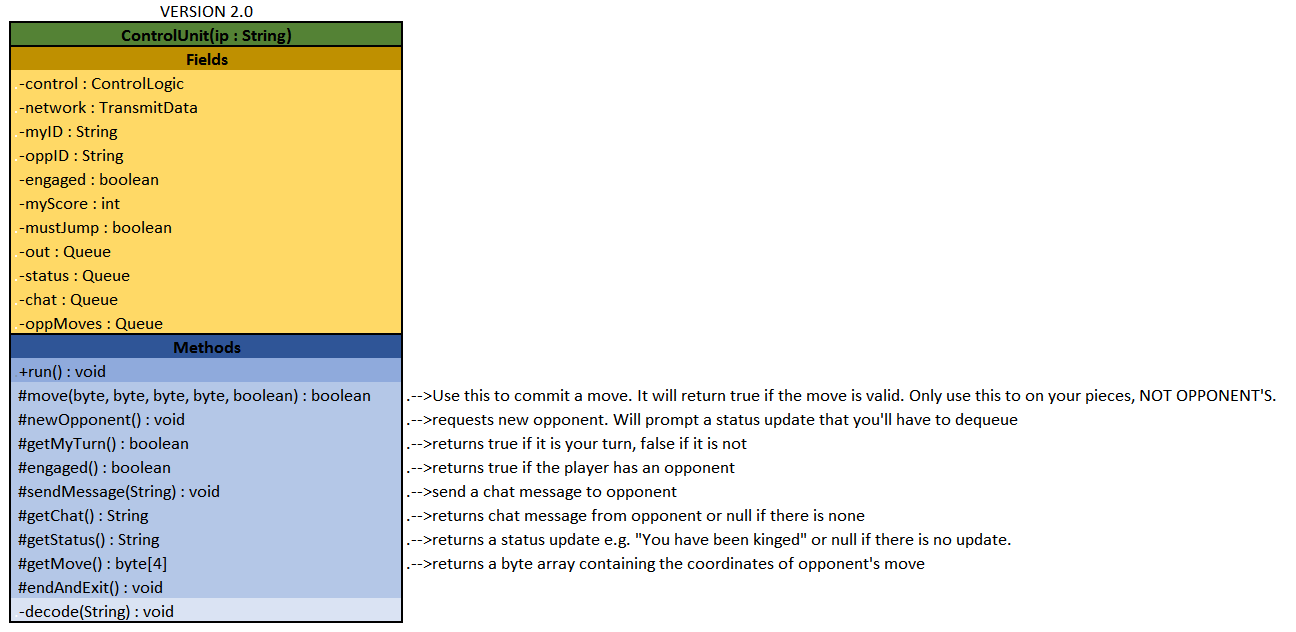 VERSION 2.0
ControlUnit(ip : String)
Fields
-control : ControlLogic
-network : TransmitData
-myID : String
-oppID : String
-engaged : boolean
-myScore : int
-mustJump : boolean
-out : Queue
-status : Queue
-chat : Queue
-oppMoves : Queue
Methods
+run() : void
#move(byte, byte, byte, byte, boolean) : boolean .-->Use this to commit a move. It will return true if the move is valid. Only use this to on your pieces, NOT OPPONENT'S.
#newOpponent() : void .-->requests new opponent. Will prompt a status update that you'll have to dequeue
#getMyTurn() : boolean .-->returns true if it is your turn, false if it is not
#engaged() : boolean .-->returns true if the player has an opponent
#sendMessage(String) : void .-->send a chat message to opponent
#getChat() : String .-->returns chat message from opponent or null if there is none
#getStatus() : String .-->returns a status update e.g. "You have been kinged" or null if there is no update.
#getMove() : byte[4] .-->returns a byte array containing the coordinates of opponent's move
#endAndExit() : void
-decode(String) : void